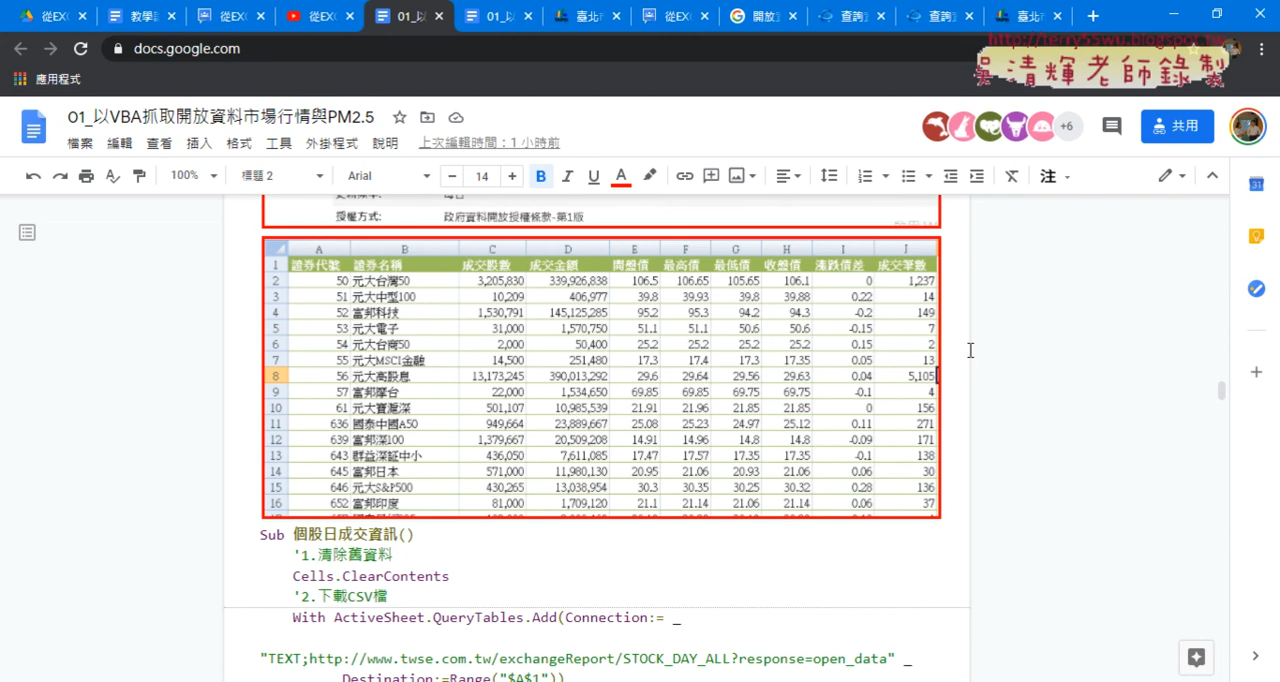 從EXC
教學計
從EXC
從EXC
01_以
01_以
臺北市
從EXC
開放資
查詢資
查詢資
臺北市
docs.google.com
http://terry55wu.blogspot.tw
吳清輝老師錄製
應用程式
01_以VBA抓取開放資料市場行情與PM2.5
檔案 編輯 查看 插入 格式 工具 外掛程式 說明 上次編輯時間：1 小時前
+6
共用
100% 標題 2 Arial 14 B I U A 注
授權方式: 政府資料開放授權條款-第1版
A B C D E F G H I J
1 證券代號 證券名稱 成交股數 成交金額 開盤價 最高價 最低價 收盤價 漲跌價差 成交筆數
2 50 元大台灣50 3,205,830 339,926,838 106.5 106.65 105.65 106.1 0 1,237
3 51 元大中型100 10,209 406,977 39.8 39.93 39.8 39.88 0.22 14
4 52 富邦科技 1,530,791 145,125,285 95.2 95.3 94.2 94.3 -0.2 149
5 53 元大電子 31,000 1,570,750 51.1 51.1 50.6 50.6 -0.15 7
6 54 元大台商50 2,000 50,400 25.2 25.2 25.2 25.2 0.15 2
7 55 元大MSCI金融 14,500 251,480 17.3 17.4 17.3 17.35 0.05 13
8 56 元大高股息 13,173,245 390,013,292 29.6 29.64 29.56 29.63 0.04 5,105
9 57 富邦摩台 22,000 1,534,650 69.85 69.85 69.75 69.75 -0.1 4
10 61 元大寶滬深 501,107 10,985,539 21.91 21.96 21.85 21.85 0 156
11 636 國泰中國A50 949,664 23,889,667 25.08 25.23 24.97 25.12 0.11 271
12 639 富邦深100 1,379,667 20,509,208 14.91 14.96 14.8 14.8 -0.09 171
13 643 群益深証中小 436,050 7,611,085 17.47 17.57 17.35 17.35 -0.1 138
14 645 富邦日本 571,000 11,980,130 20.95 21.06 20.93 21.06 0.06 30
15 646 元大S&P500 430,265 13,038,954 30.3 30.35 30.25 30.32 0.28 136
16 652 富邦印度 81,000 1,709,120 21.1 21.14 21.06 21.14 0.06 37
Sub 個股日成交資訊()
'1.清除舊資料
Cells.ClearContents
'2.下載CSV檔
With ActiveSheet.QueryTables.Add(Connection:= _
"TEXT;http://www.twse.com.tw/exchangeReport/STOCK_DAY_ALL?response=open_data" _
Destination:=Range("$A$1"))